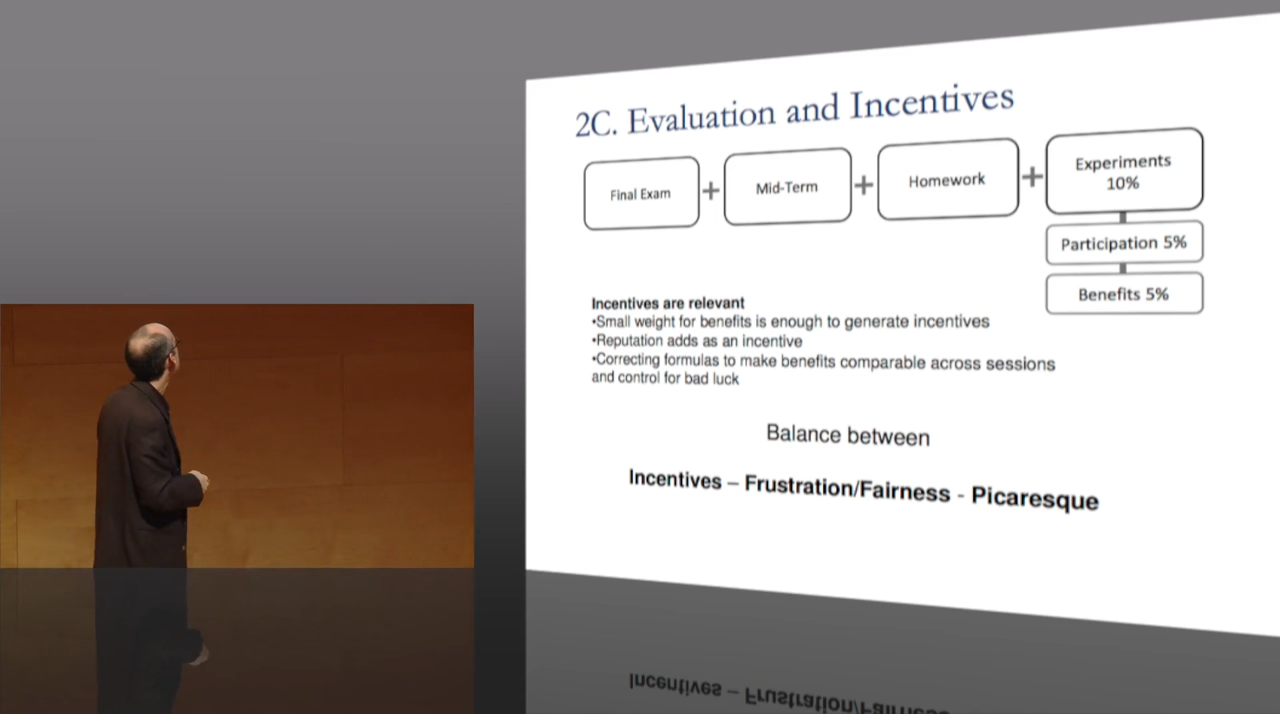 2C. Evaluation and Incentives
Final Exam + Mid-Term + Homework + Experiments
10%
Participation 5%
Benefits 5%
Incentives are relevant
•Small weight for benefits is enough to generate incentives
•Reputation adds as an incentive
•Correcting formulas to make benefits comparable across sessions
and control for bad luck
Balance between
Incentives – Frustration/Fairness - Picaresque